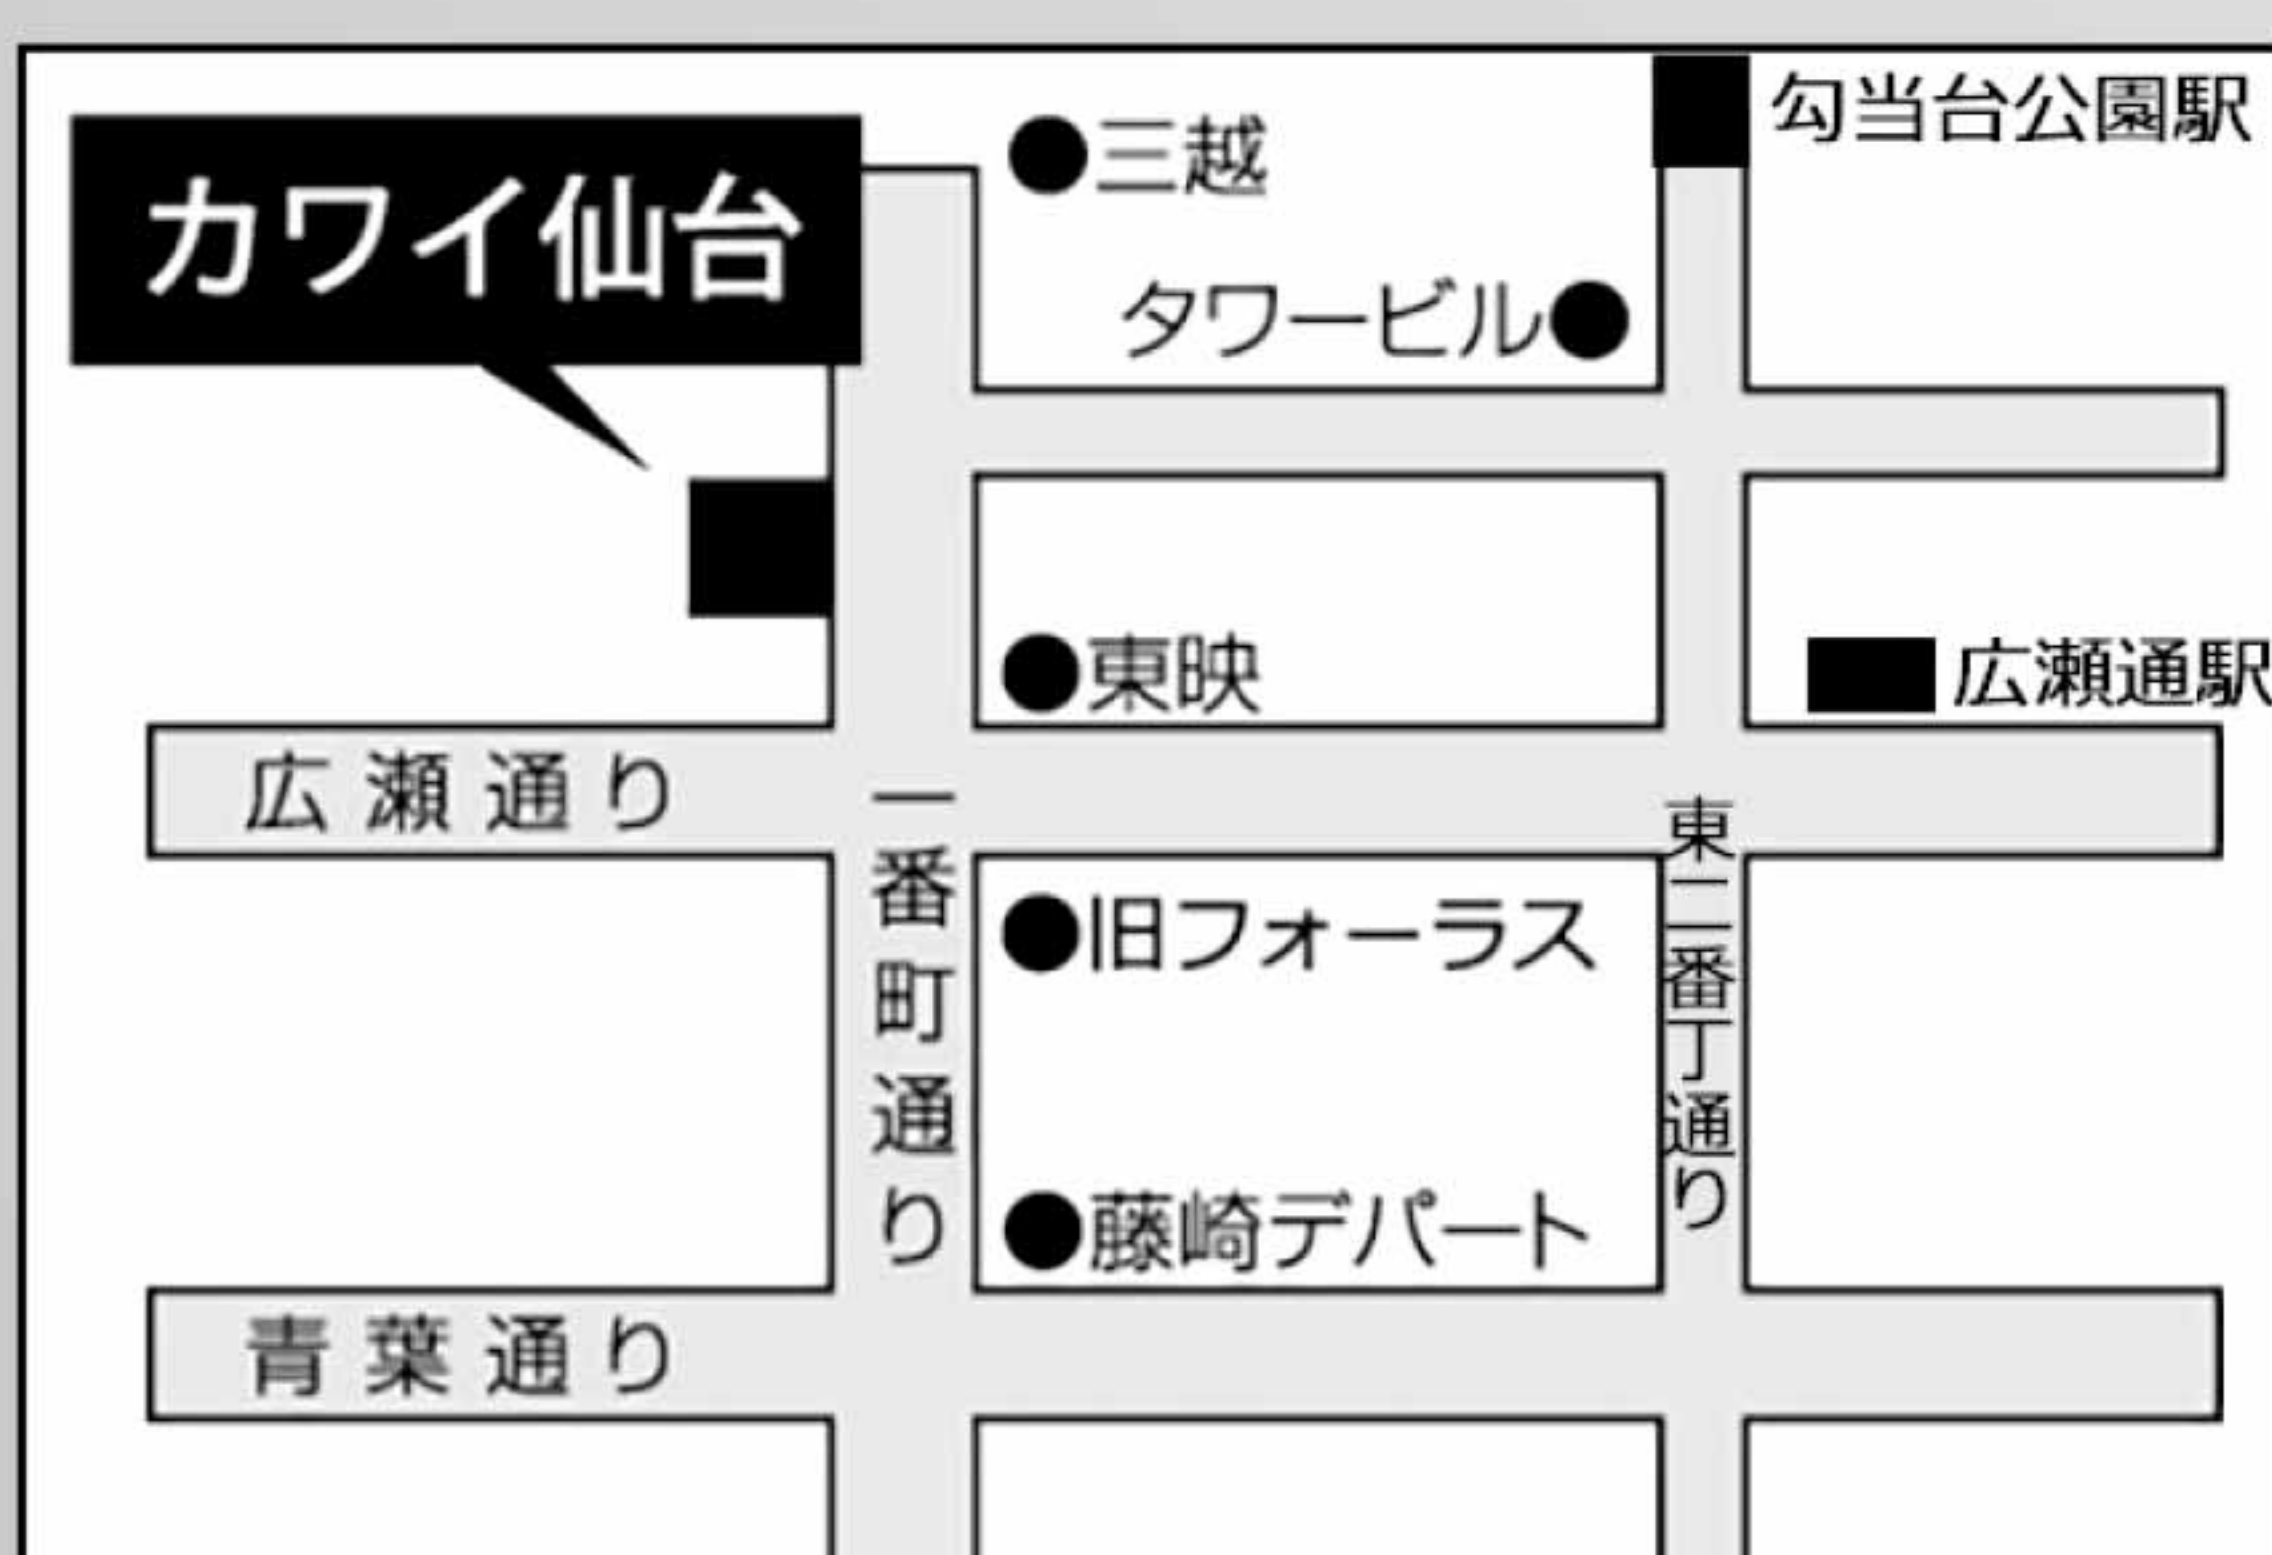 勾当台公園駅
三越
カワイ仙台
タワービル
東映
広瀬通駅
広瀬通り
一番町通り
東二番丁通り
旧フォーラス
藤崎デパート
青葉通り